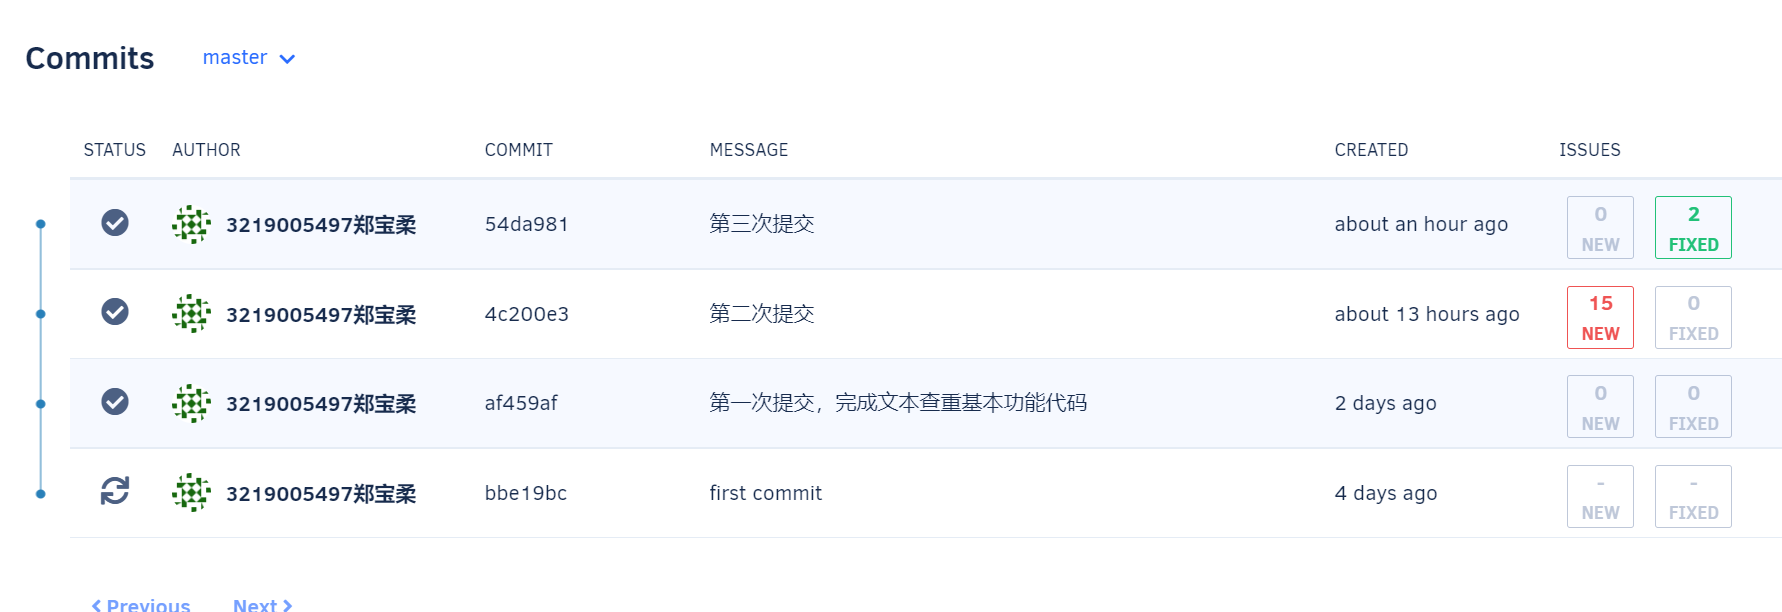 Commits master
STATUS AUTHOR COMMIT MESSAGE CREATED ISSUES
3219005497郑宝柔 54da981 第三次提交 about an hour ago 0 NEW 2 FIXED
3219005497郑宝柔 4c200e3 第二次提交 about 13 hours ago 15 NEW 0 FIXED
3219005497郑宝柔 af459af 第一次提交，完成文本查重基本功能代码 2 days ago 0 NEW 0 FIXED
3219005497郑宝柔 bbe19bc first commit 4 days ago - NEW - FIXED
Previous Next